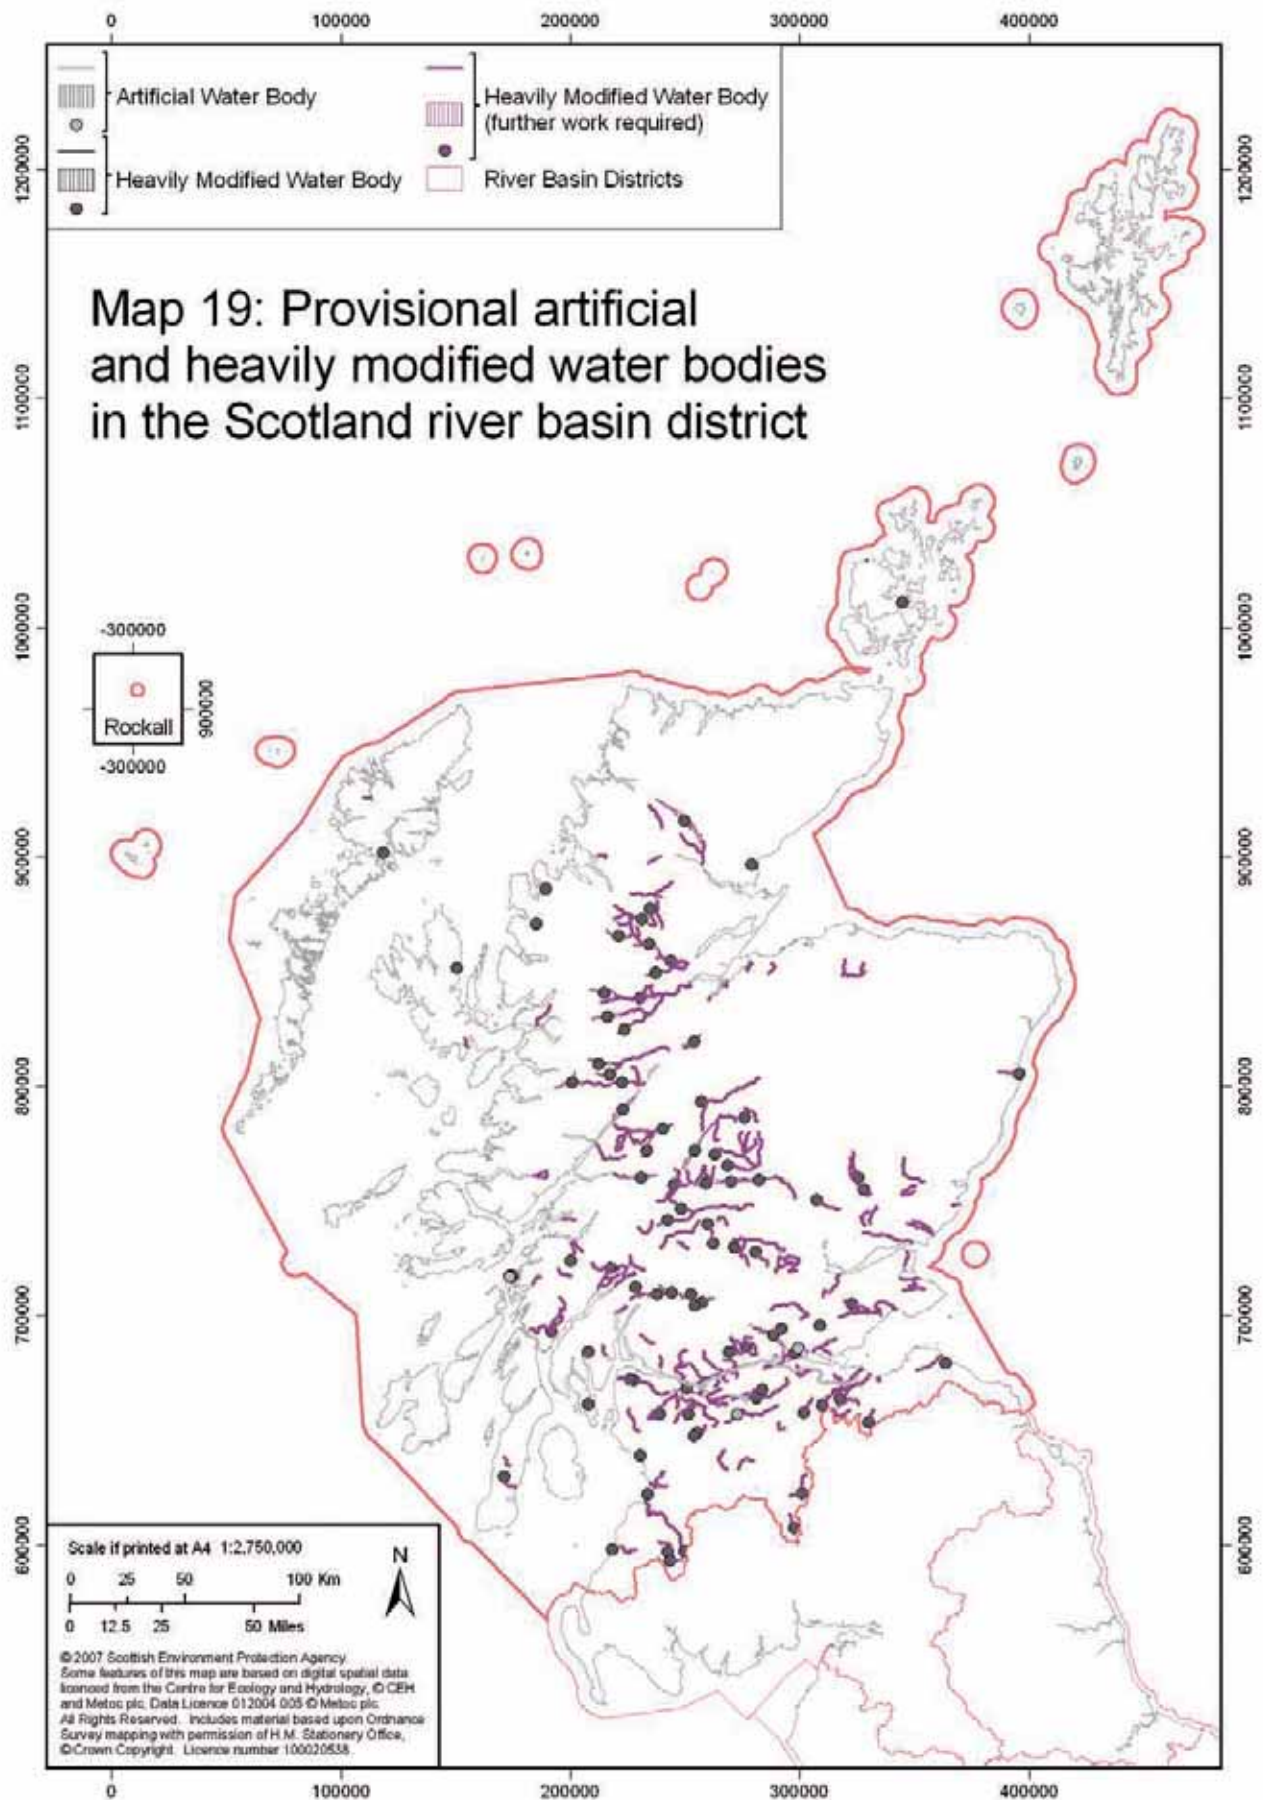 0 100000 200000 300000 400000
Artificial Water Body
Heavily Modified Water Body
Heavily Modified Water Body
(further work required)
River Basin Districts
Map 19: Provisional artificial
and heavily modified water bodies
in the Scotland river basin district
1200000
1100000
1000000
900000
800000
700000
600000
1200000
1100000
1000000
900000
800000
700000
600000
-300000
900000
Rockall
-300000
Scale if printed at A4 1:2,750,000
N
0 25 50 100 Km
0 12.5 25 50 Miles
© 2007 Scottish Environment Protection Agency.
Some features of this map are based on digital spatial data
licenced from the Centre for Ecology and Hydrology, © CEH
and Metoc plc, Data Licence 012004.005 © Metoc plc.
All Rights Reserved. Includes material based upon Ordnance
Survey mapping with permission of H.M. Stationery Office,
© Crown Copyright. Licence number 100020538.
0 100000 200000 300000 400000